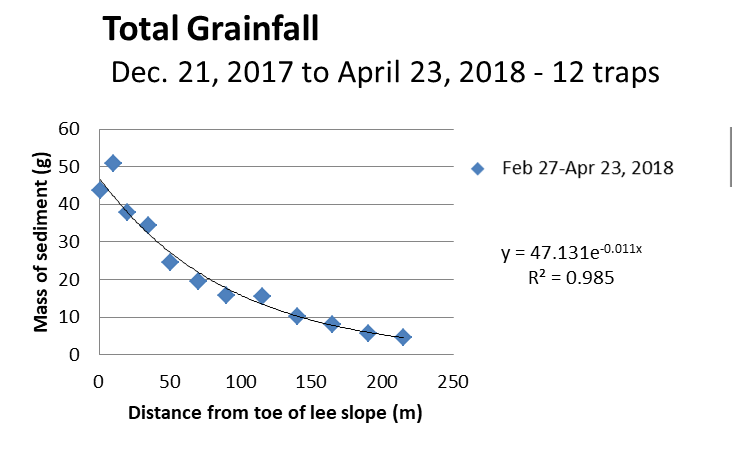 Total Grainfall
Dec. 21, 2017 to April 23, 2018 - 12 traps
60
50
40
30
20
10
0
Mass of sediment (g)
0 50 100 150 200 250
Distance from toe of lee slope (m)
Feb 27-Apr 23, 2018
y = 47.131e⁻⁰·⁰¹¹ˣ
R² = 0.985